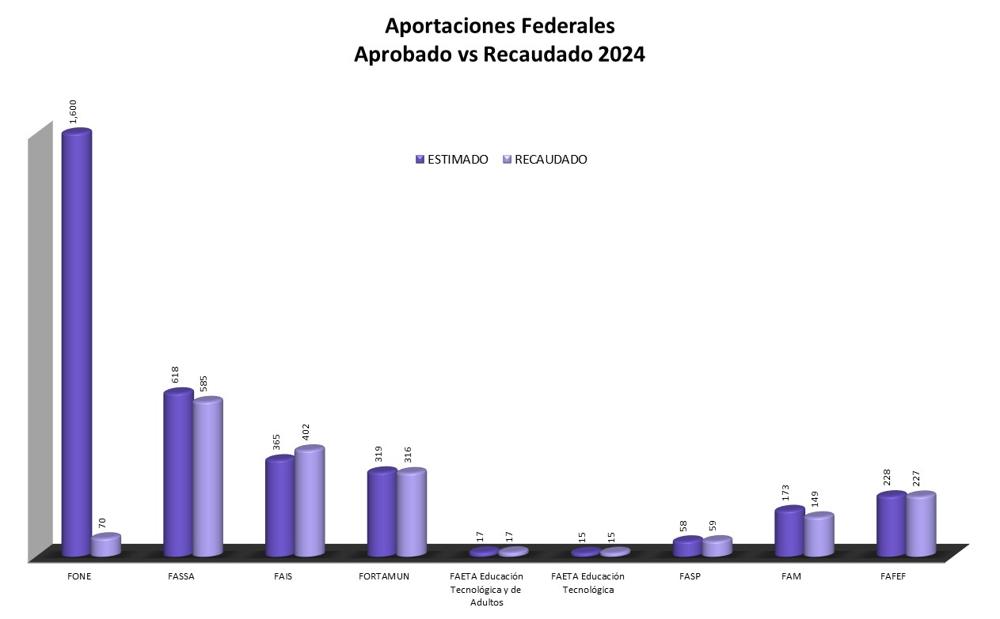 Aportaciones Federales
Aprobado vs Recaudado 2024
ESTIMADO RECAUDADO
1,600
70
618
585
365
402
319
316
17
17
15
15
58
59
173
149
228
227
FONE
FASSA
FAIS
FORTAMUN
FAETA Educación
Tecnológica y de
Adultos
FAETA Educación
Tecnológica
FASP
FAM
FAFEF